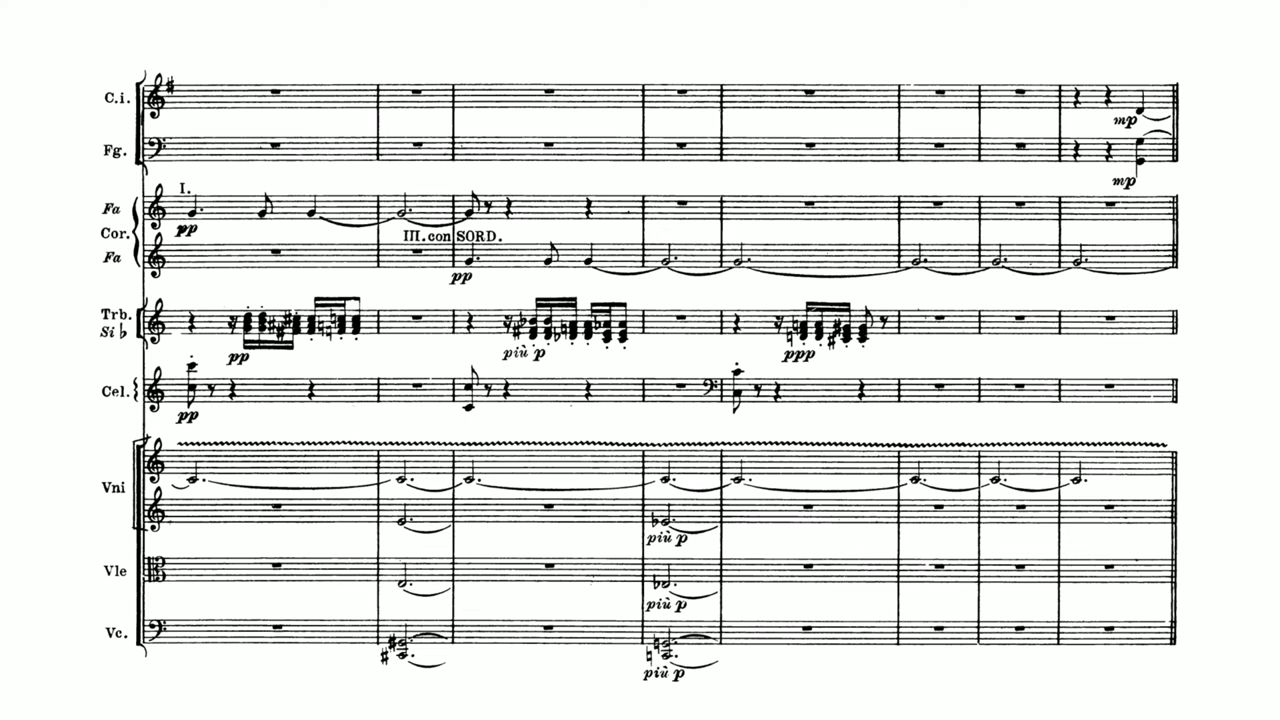 C.i.
mp
Fg.
mp
I.
Fa
pp
Cor.
III. con SORD.
Fa
pp
Trb.
Si♭
pp
più p
ppp
Cel.
pp
Vni
più p
Vle
più p
Vc.
più p